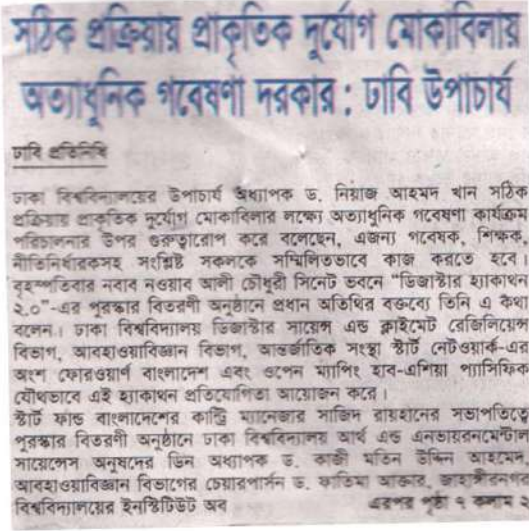 সঠিক প্রক্রিয়ায় প্রাকৃতিক দুর্যোগ মোকাবিলায়
অত্যাধুনিক গবেষণা দরকার : ঢাবি উপাচার্য
ঢাবি প্রতিনিধি
ঢাকা বিশ্ববিদ্যালয়ের উপাচার্য অধ্যাপক ড. নিয়াজ আহমদ খান সঠিক
প্রক্রিয়ায় প্রাকৃতিক দুর্যোগ মোকাবিলার লক্ষ্যে অত্যাধুনিক গবেষণা কার্যক্রম
পরিচালনার উপর গুরুত্বারোপ করে বলেছেন, এজন্য গবেষক, শিক্ষক,
নীতিনির্ধারকসহ সংশ্লিষ্ট সকলকে সম্মিলিতভাবে কাজ করতে হবে।
বৃহস্পতিবার নবাব নওয়াব আলী চৌধুরী সিনেট ভবনে "ডিজাস্টার হ্যাকাথন
২.০"-এর পুরস্কার বিতরণী অনুষ্ঠানে প্রধান অতিথির বক্তব্যে তিনি এ কথা
বলেন। ঢাকা বিশ্ববিদ্যালয় ডিজাস্টার সায়েন্স এন্ড ক্লাইমেট রেজিলিয়েন্স
বিভাগ, আবহাওয়াবিজ্ঞান বিভাগ, আন্তর্জাতিক সংস্থা স্টার্ট নেটওয়ার্ক-এর
অংশ ফোরওয়ার্ণ বাংলাদেশ এবং ওপেন ম্যাপিং হাব-এশিয়া প্যাসিফিক
যৌথভাবে এই হ্যাকাথন প্রতিযোগিতা আয়োজন করে।
স্টার্ট ফান্ড বাংলাদেশের কান্ট্রি ম্যানেজার সাজিদ রায়হানের সভাপতিত্বে
পুরস্কার বিতরণী অনুষ্ঠানে ঢাকা বিশ্ববিদ্যালয় আর্থ এন্ড এনভায়রনমেন্টাল
সায়েন্সেস অনুষদের ডিন অধ্যাপক ড. কাজী মতিন উদ্দিন আহমেদ,
আবহাওয়াবিজ্ঞান বিভাগের চেয়ারপার্সন ড. ফাতিমা আক্তার, জাহাঙ্গীরনগর
বিশ্ববিদ্যালয়ের ইনস্টিটিউট অব এরপর পৃষ্ঠা ৭ কলাম